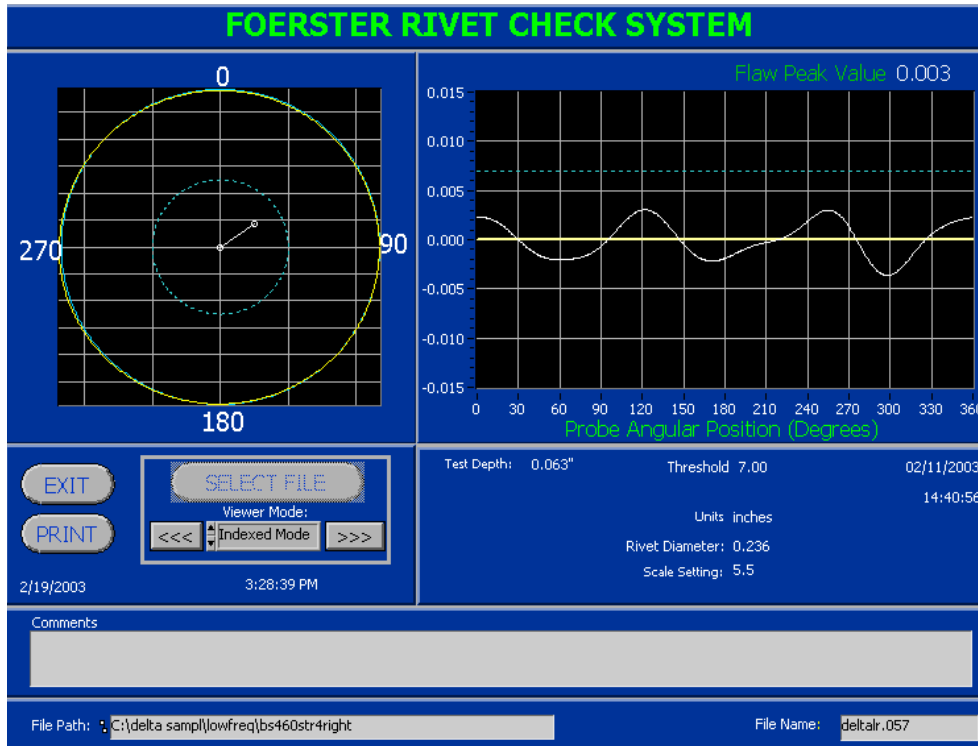 FOERSTER RIVET CHECK SYSTEM
0
90
180
270
Flaw Peak Value 0.003
0.015
0.010
0.005
0.000
-0.005
-0.010
-0.015
0 30 60 90 120 150 180 210 240 270 300 330 360
Probe Angular Position (Degrees)
EXIT
PRINT
SELECT FILE
Viewer Mode:
<<< Indexed Mode >>>
2/19/2003 3:28:39 PM
Test Depth: 0.063" Threshold 7.00 02/11/2003
14:40:56
Units inches
Rivet Diameter: 0.236
Scale Setting: 5.5
Comments
File Path: C:\delta sampl\lowfreq\bs460str4right File Name: deltalr.057